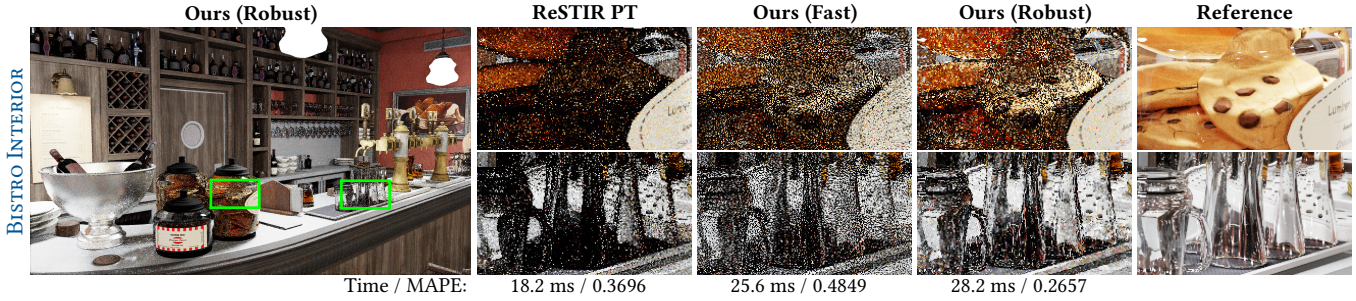 Ours (Robust) ReSTIR PT Ours (Fast) Ours (Robust) Reference
BISTRO INTERIOR
Time / MAPE: 18.2 ms / 0.3696 25.6 ms / 0.4849 28.2 ms / 0.2657